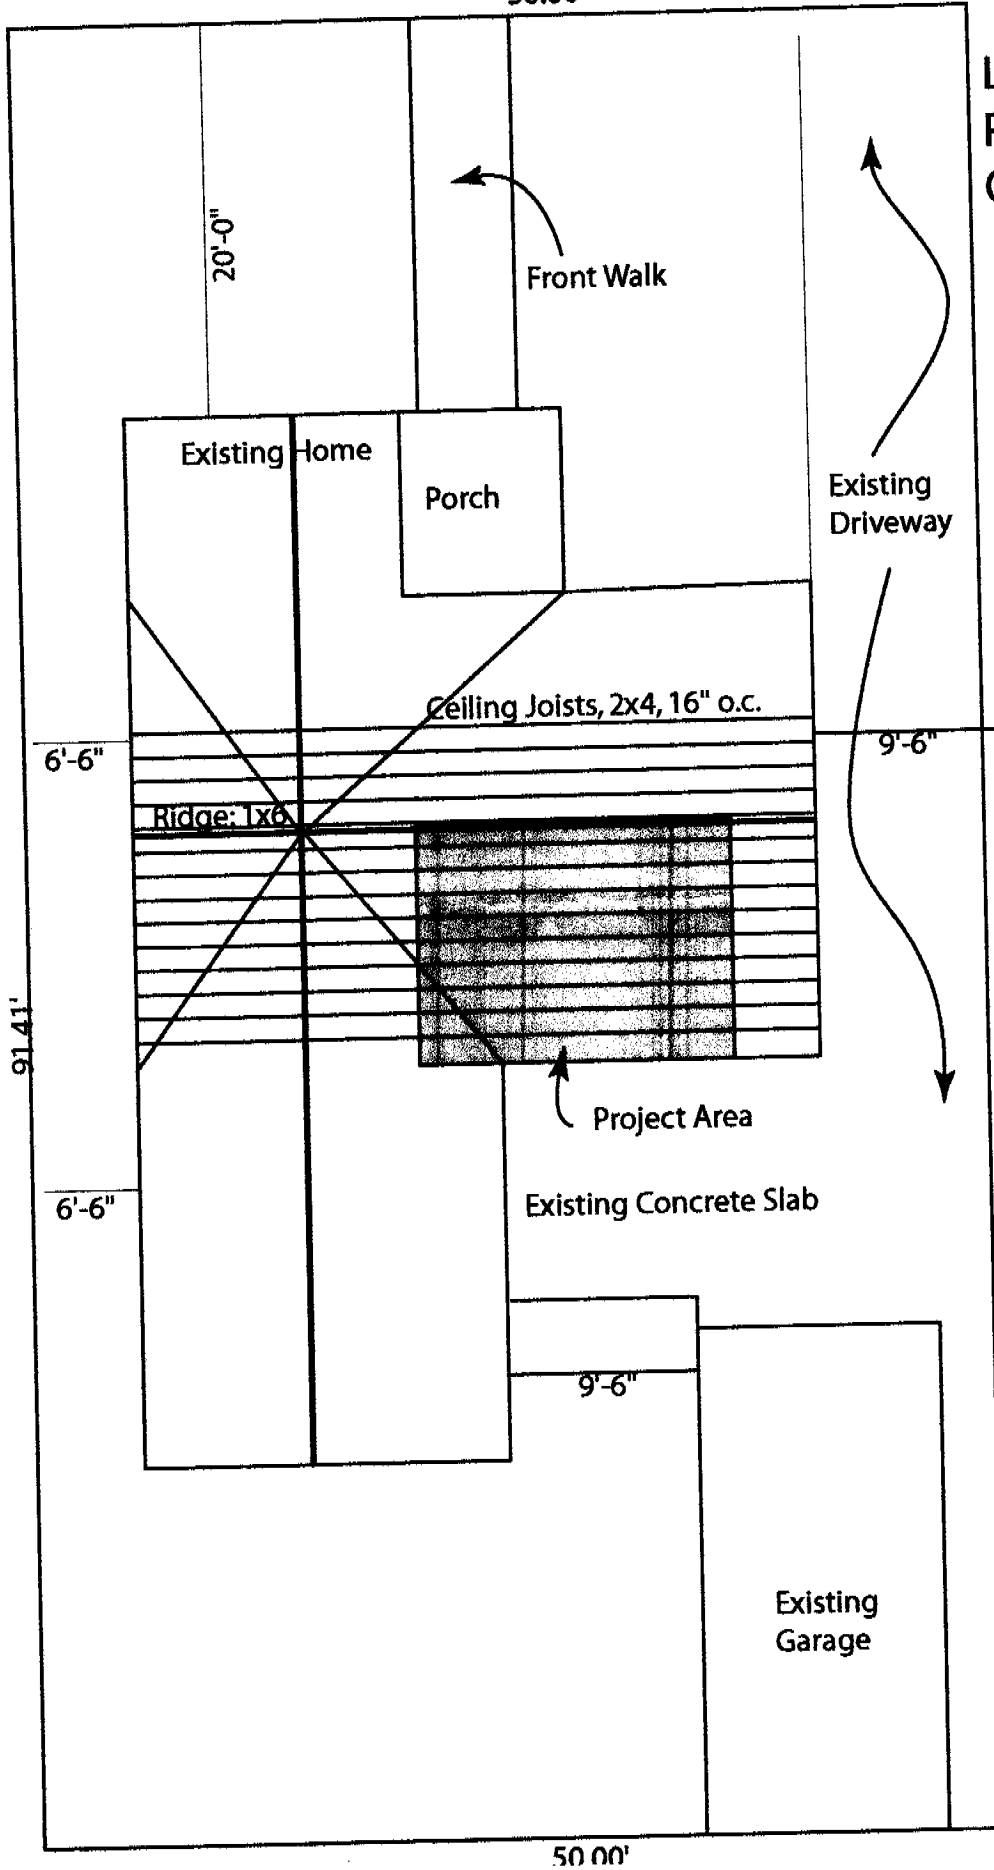 20'-0"
Front Walk
Existing Home
Porch
Existing
Driveway
Ceiling Joists, 2x4, 16" o.c.
6'-6"
9'-6"
Ridge: 1x6
91.41'
Project Area
6'-6"
Existing Concrete Slab
9'-6"
Existing
Garage
50.00'